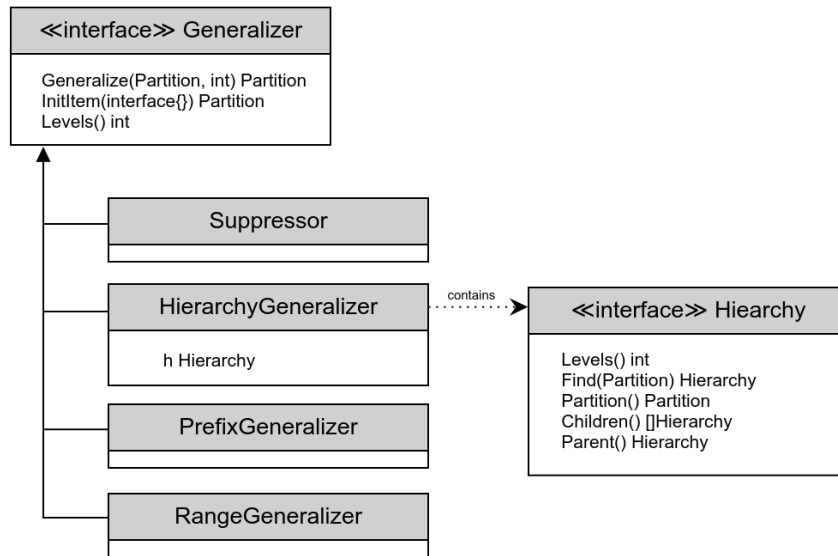 ≪interface≫ Generalizer
Generalize(Partition, int) Partition
InitItem(interface{}) Partition
Levels() int
Suppressor
HierarchyGeneralizer
h Hierarchy
contains
≪interface≫ Hiearchy
Levels() int
Find(Partition) Hierarchy
Partition() Partition
Children() []Hierarchy
Parent() Hierarchy
PrefixGeneralizer
RangeGeneralizer